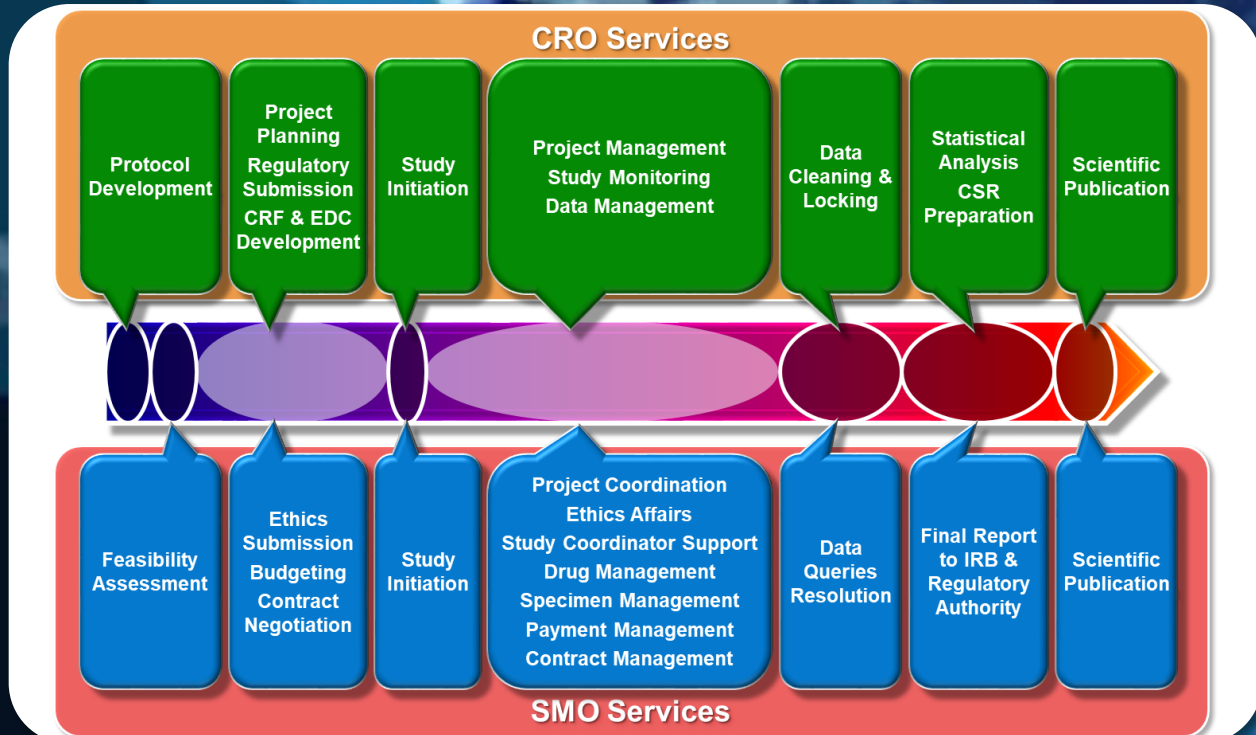 CRO Services
Protocol
Development
Project
Planning
Regulatory
Submission
CRF & EDC
Development
Study
Initiation
Project Management
Study Monitoring
Data Management
Data
Cleaning &
Locking
Statistical
Analysis
CSR
Preparation
Scientific
Publication
Feasibility
Assessment
Ethics
Submission
Budgeting
Contract
Negotiation
Study
Initiation
Project Coordination
Ethics Affairs
Study Coordinator Support
Drug Management
Specimen Management
Payment Management
Contract Management
Data
Queries
Resolution
Final Report
to IRB &
Regulatory
Authority
Scientific
Publication
SMO Services